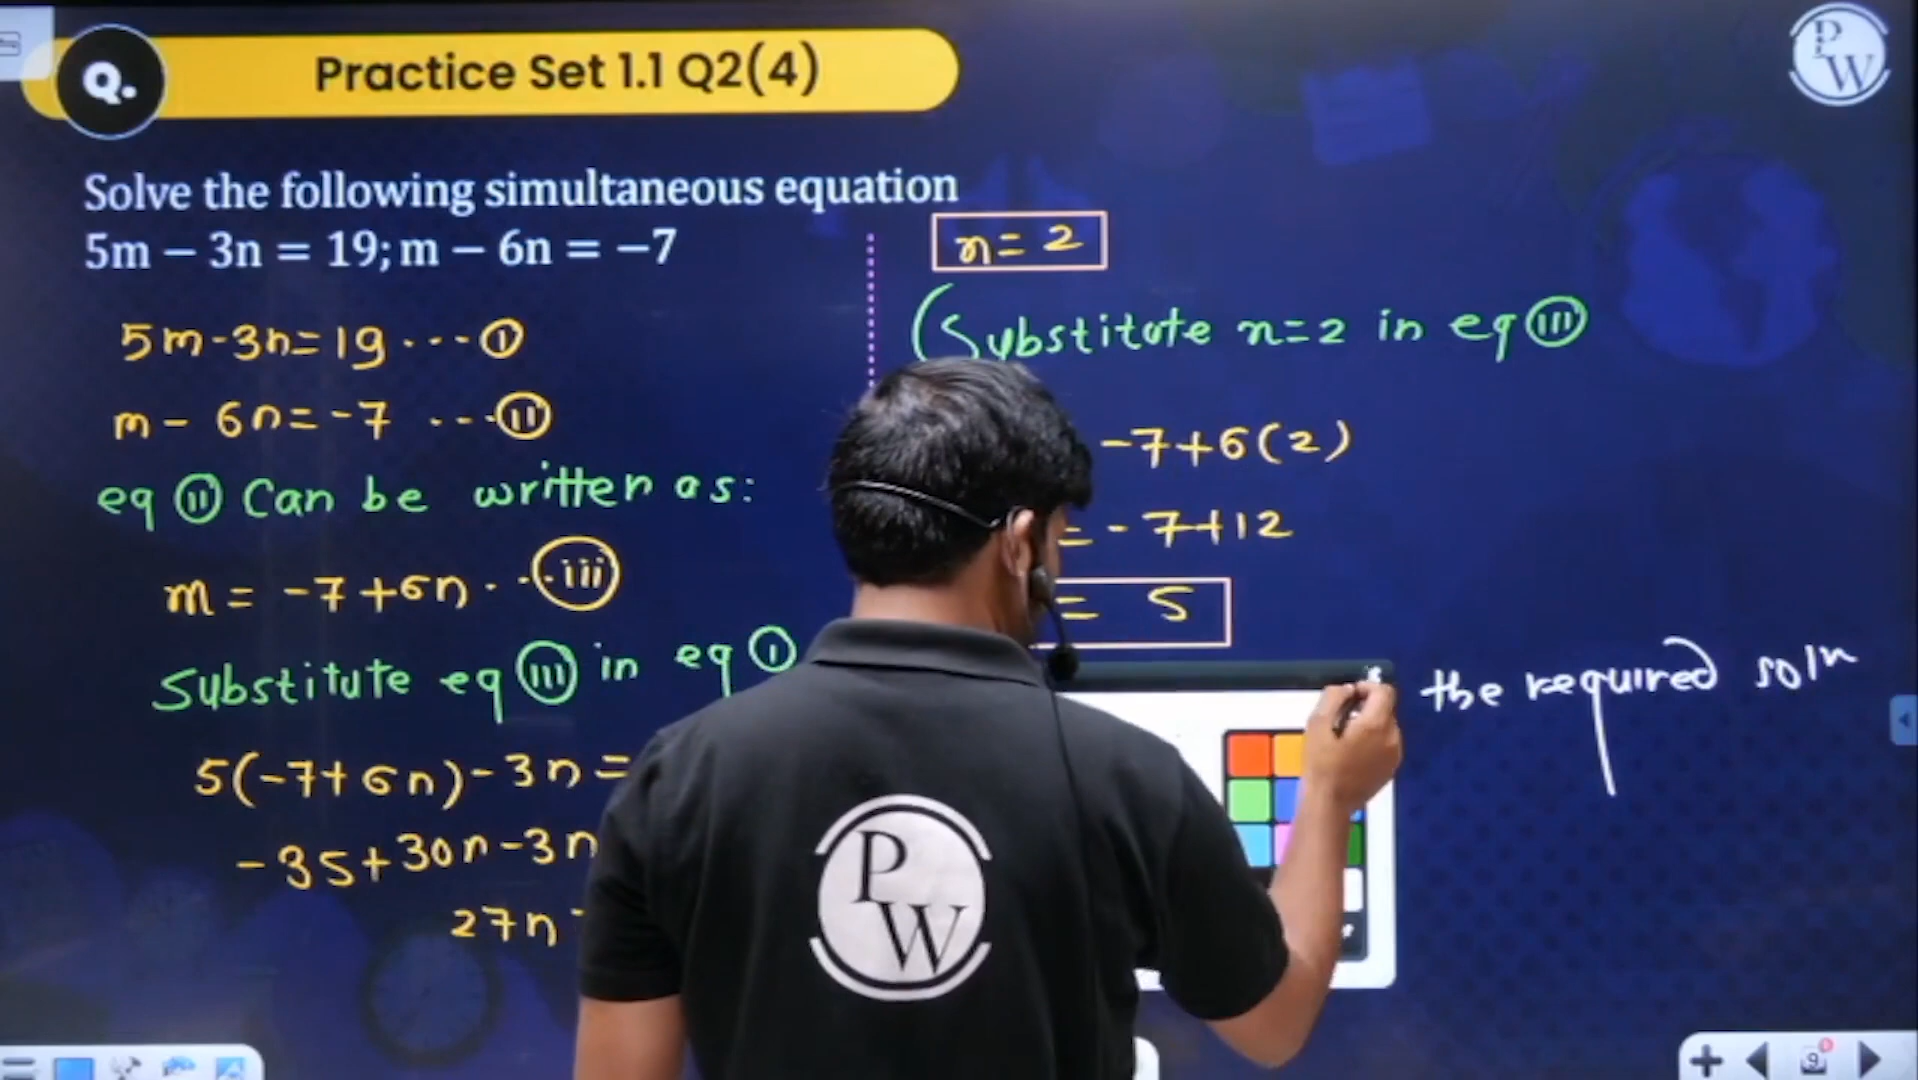 Q.
Practice Set 1.1 Q2(4)
PW
Solve the following simultaneous equation
5m − 3n = 19; m − 6n = −7
5m-3n=19 ---- (i)
m - 6n = -7 --- (ii)
eq (ii) Can be written as:
m = -7+6n - - - (iii)
Substitute eq (iii) in eq (i)
5(-7+6n)-3n =
-35+30n-3n
27n
n= 2
(Substitute n=2 in eq (iii)
-7+6(2)
= -7+12
= 5
the required soln
PW
9